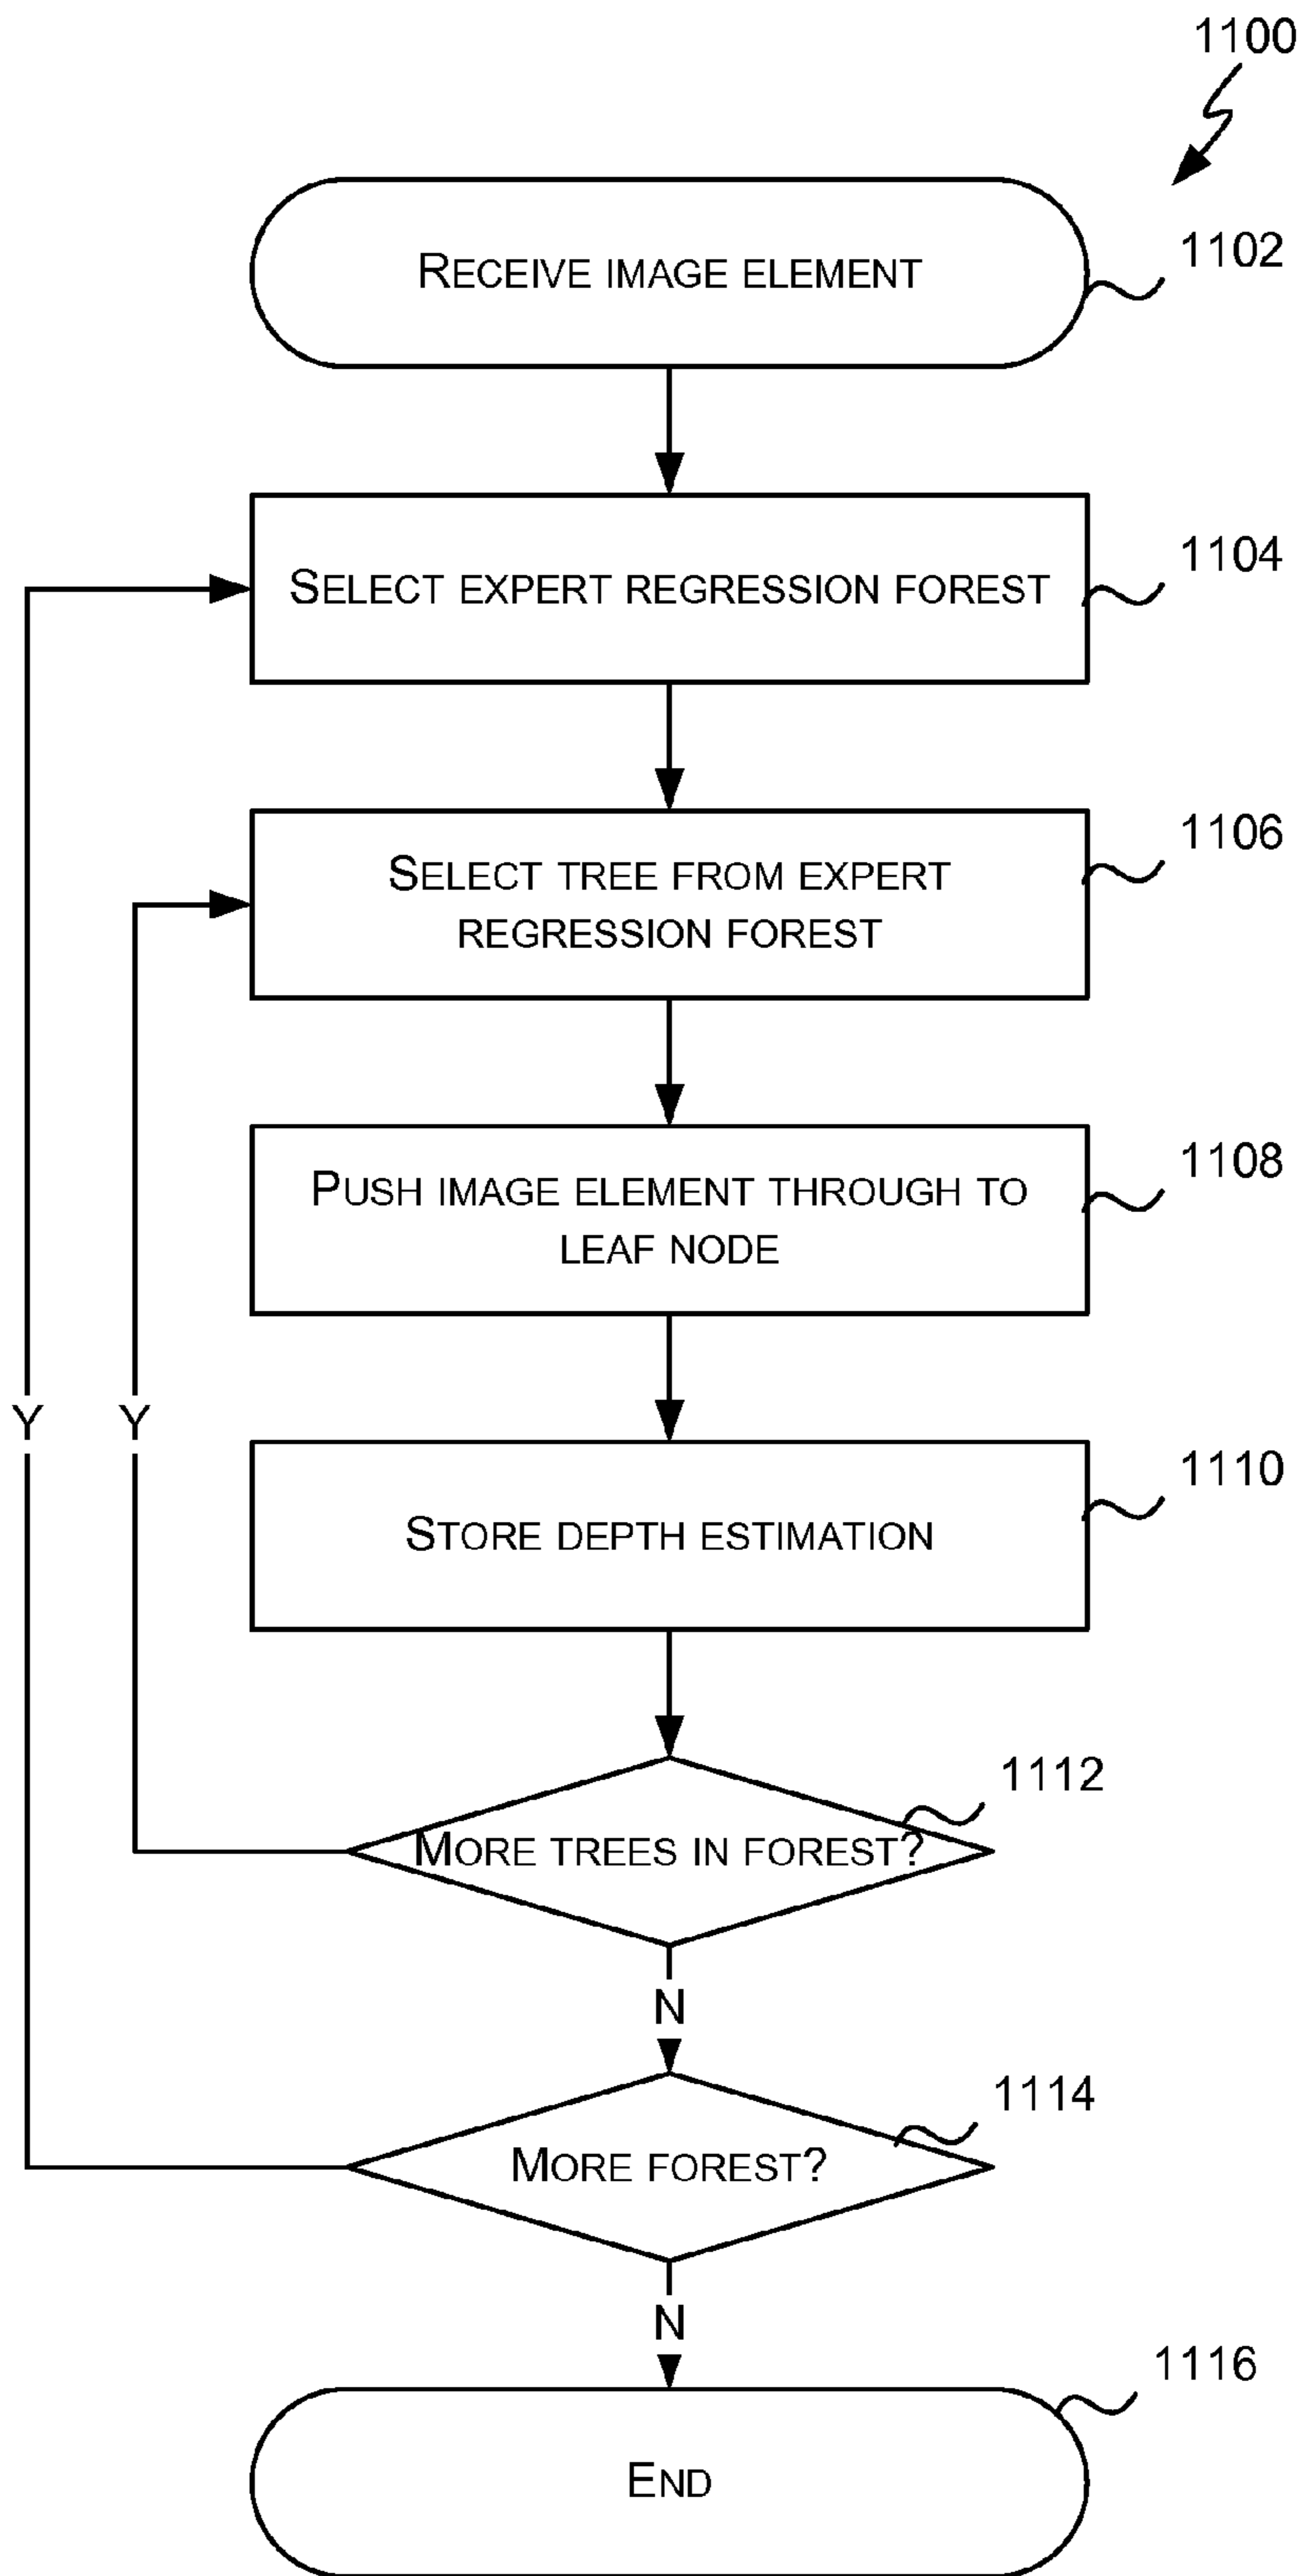 1100
RECEIVE IMAGE ELEMENT
1102
SELECT EXPERT REGRESSION FOREST
1104
SELECT TREE FROM EXPERT
REGRESSION FOREST
1106
PUSH IMAGE ELEMENT THROUGH TO
LEAF NODE
1108
Y
Y
STORE DEPTH ESTIMATION
1110
MORE TREES IN FOREST?
1112
N
MORE FOREST?
1114
N
END
1116